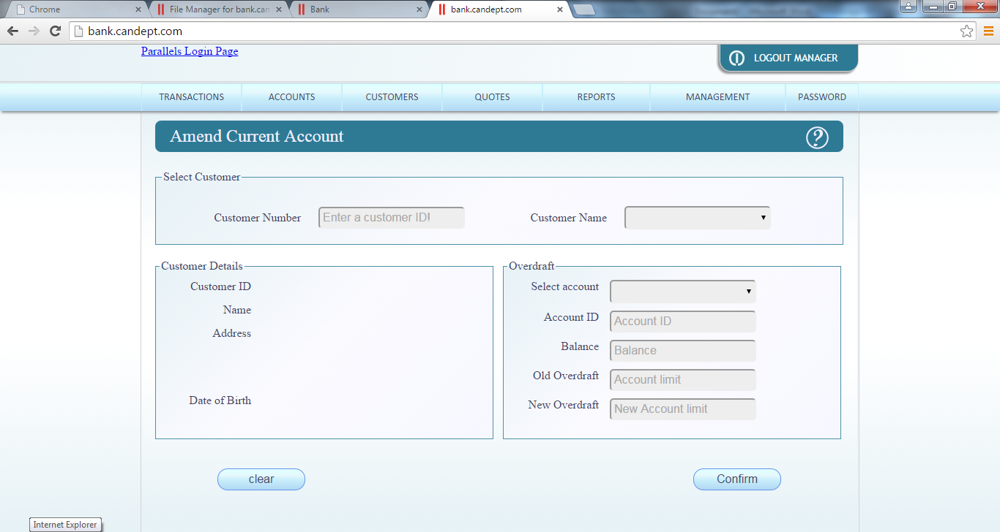 Chrome
File Manager for bank.can
Bank
bank.candept.com
bank.candept.com
Parallels Login Page
LOGOUT MANAGER
TRANSACTIONS ACCOUNTS CUSTOMERS QUOTES REPORTS MANAGEMENT PASSWORD
Amend Current Account
?
Select Customer
Customer Number Enter a customer ID! Customer Name
Customer Details
Customer ID
Name
Address
Date of Birth
Overdraft
Select account
Account ID Account ID
Balance Balance
Old Overdraft Account limit
New Overdraft New Account limit
clear Confirm
Internet Explorer